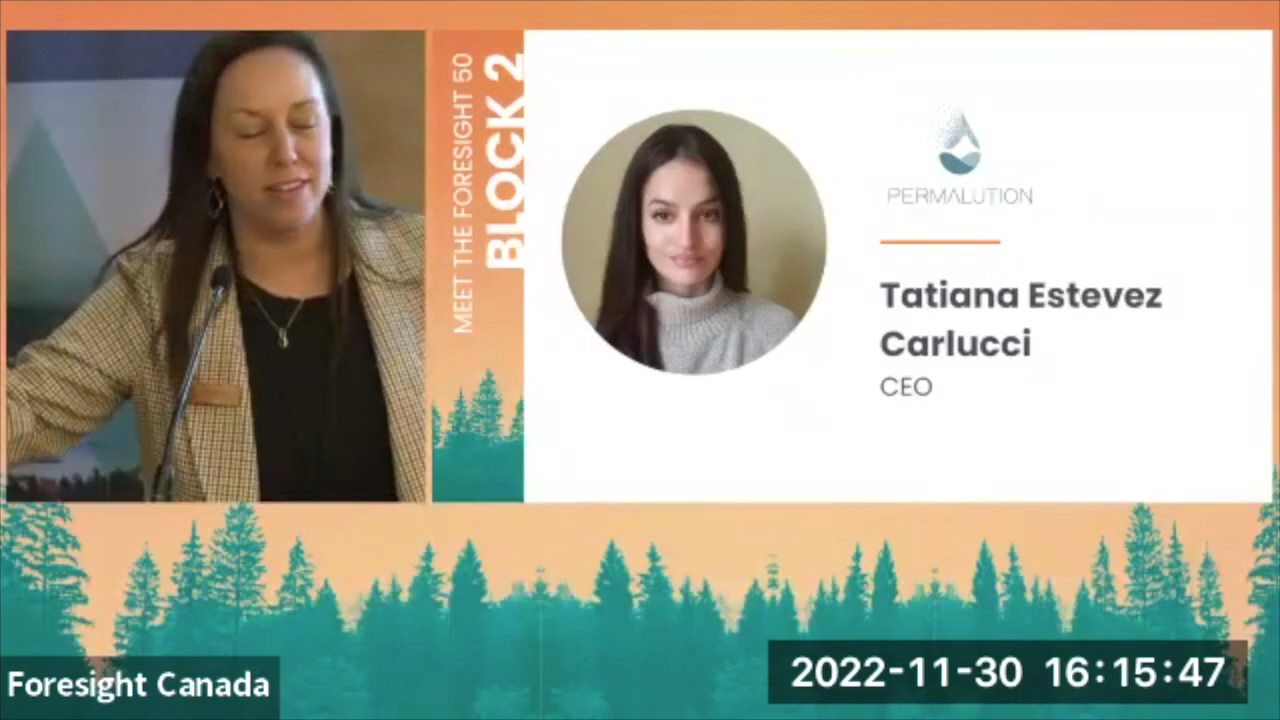 MEET THE FORESIGHT 50
BLOCK 2
PERMALUTION
Tatiana Estevez
Carlucci
CEO
Foresight Canada
2022-11-30 16:15:47